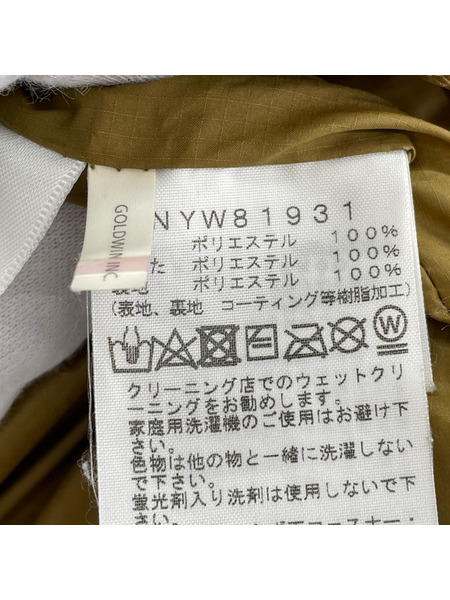 GOLDWIN INC
NYW81931
ポリエステル 100%
た ポリエステル 100%
ポリエステル 100%
(表地、裏地 コーティング等樹脂加工)
W
クリーニング店でのウェットクリ
ーニングをお勧めします。
家庭用洗濯機のご使用はお避け下
さい。
色物は他の物と一緒に洗濯しない
で下さい。
蛍光剤入り洗剤は使用しないで下
さい。